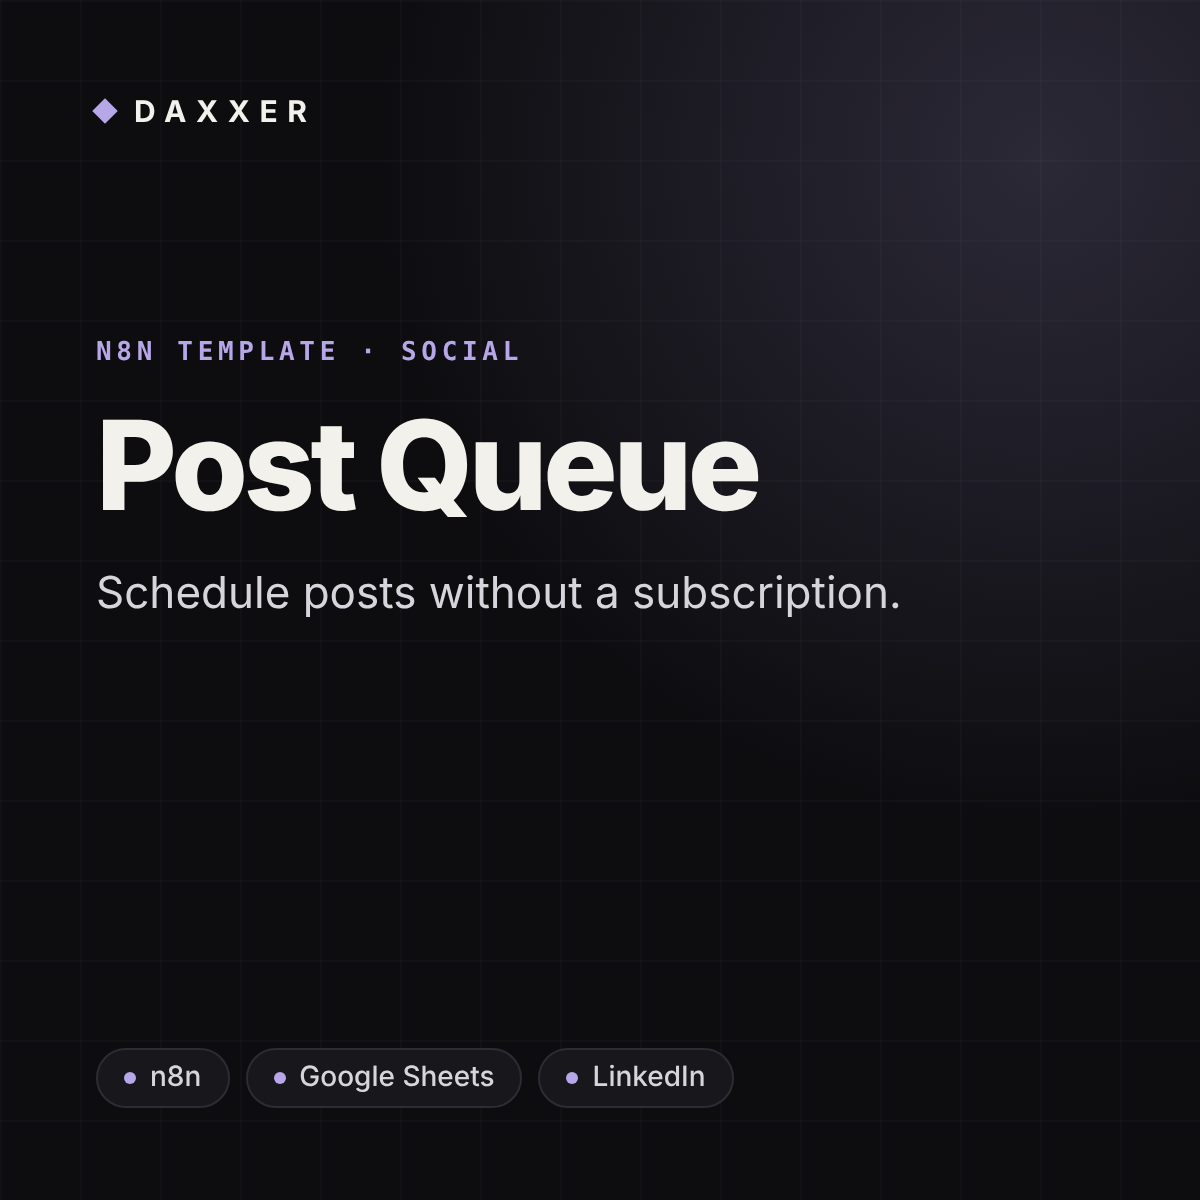 DAXXER
N8N TEMPLATE · SOCIAL
Post Queue
Schedule posts without a subscription.
n8n
Google Sheets
LinkedIn